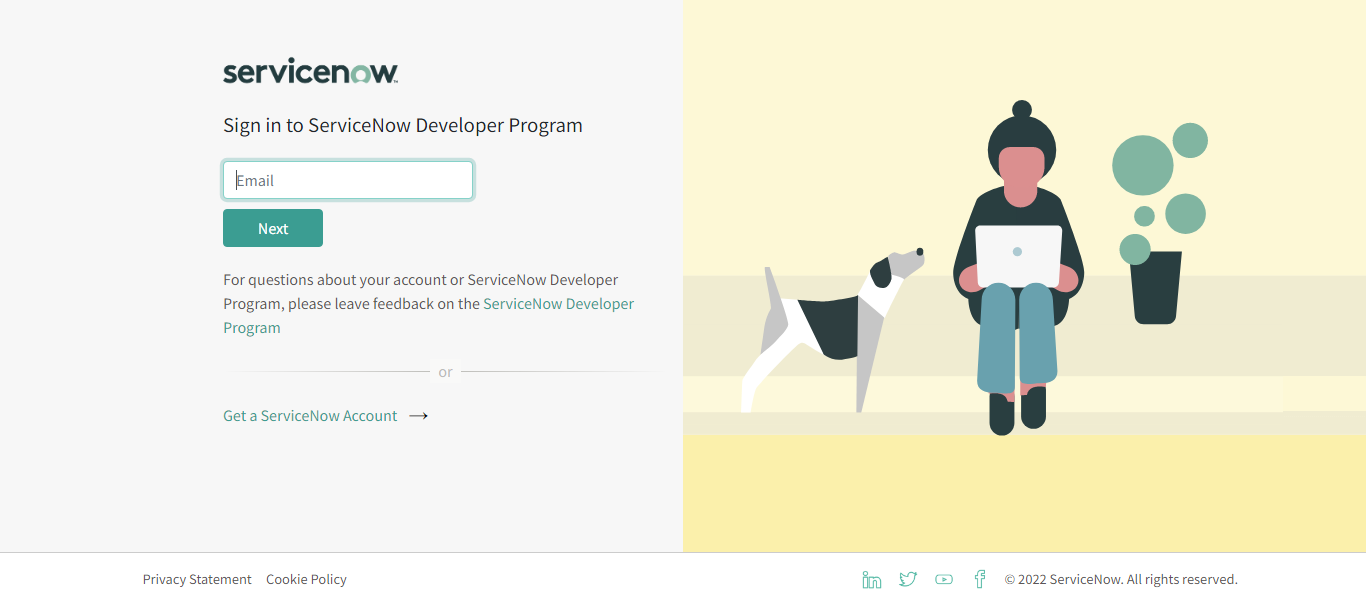 servicenow
Sign in to ServiceNow Developer Program
Email
Next
For questions about your account or ServiceNow Developer
Program, please leave feedback on the ServiceNow Developer
Program
or
Get a ServiceNow Account →
Privacy Statement Cookie Policy
© 2022 ServiceNow. All rights reserved.